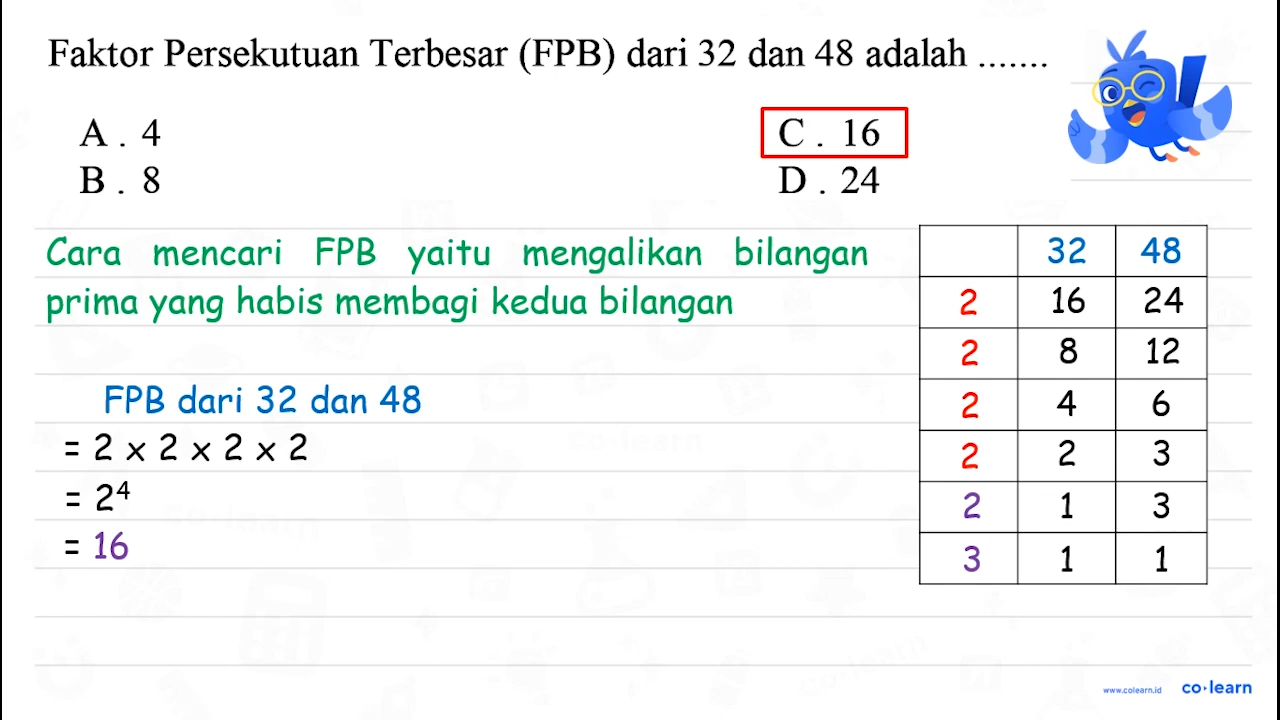 Faktor Persekutuan Terbesar (FPB) dari 32 dan 48 adalah .......
A . 4
C . 16
B . 8
D . 24
Cara mencari FPB yaitu mengalikan bilangan
prima yang habis membagi kedua bilangan
FPB dari 32 dan 48
= 2 x 2 x 2 x 2
= 2⁴
= 16
32 48
2 16 24
2 8 12
2 4 6
2 2 3
2 1 3
3 1 1
www.colearn.id co·learn